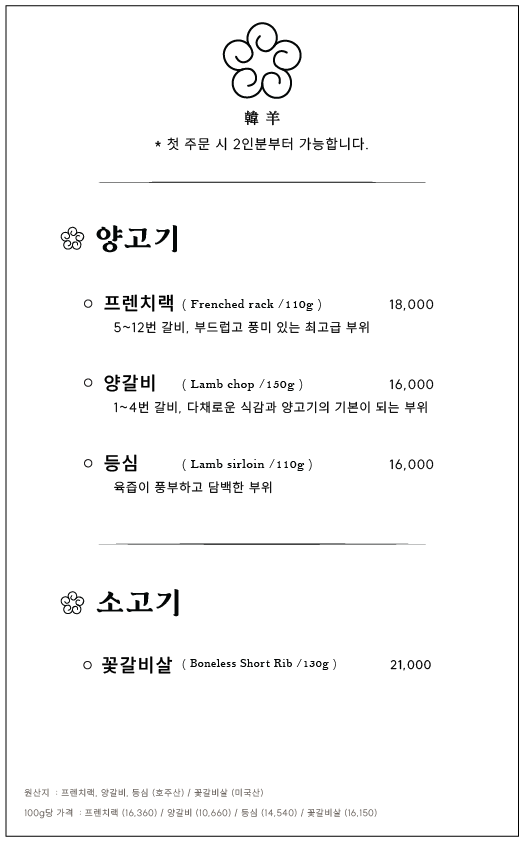 韓羊
* 첫 주문 시 2인분부터 가능합니다.
양고기
프렌치랙 ( Frenched rack /110g ) 18,000
5~12번 갈비, 부드럽고 풍미 있는 최고급 부위
양갈비 ( Lamb chop /150g ) 16,000
1~4번 갈비, 다채로운 식감과 양고기의 기본이 되는 부위
등심 ( Lamb sirloin /110g ) 16,000
육즙이 풍부하고 담백한 부위
소고기
꽃갈비살 ( Boneless Short Rib /130g ) 21,000
원산지 : 프렌치랙, 양갈비, 등심 (호주산) / 꽃갈비살 (미국산)
100g당 가격 : 프렌치랙 (16,360) / 양갈비 (10,660) / 등심 (14,540) / 꽃갈비살 (16,150)